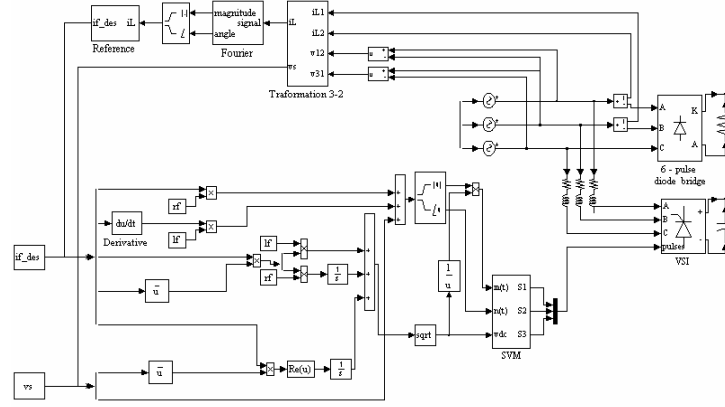 if_des iL
Reference
magnitude
signal
angle
Fourier
iL
vs
iL1
iL2
v12
v31
Traformation 3-2
A
B
C
K
A
6 - pulse
diode bridge
A
B
C
pulses
+
-
VSI
rf
du/dt
Derivative
lf
if_des
u
lf
rf
1
s
1
u
sqrt
m(t)
n(t)
vdc
S1
S2
S3
SVM
vs
u
Re(u)
1
s